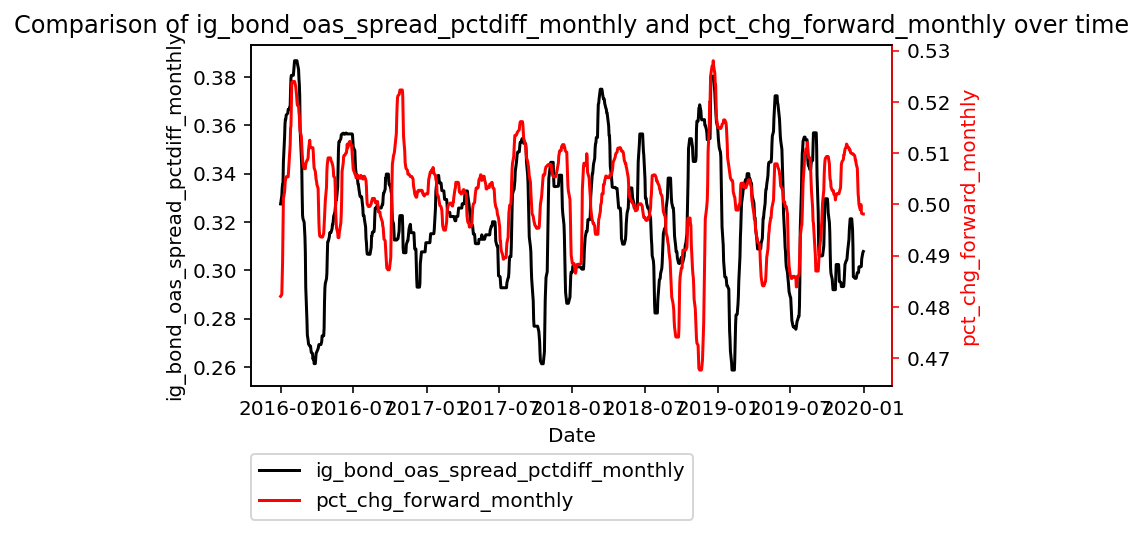 Comparison of ig_bond_oas_spread_pctdiff_monthly and pct_chg_forward_monthly over time
ig_bond_oas_spread_pctdiff_monthly
0.38
0.36
0.34
0.32
0.30
0.28
0.26
0.53
0.52
0.51
0.50
0.49
0.48
0.47
pct_chg_forward_monthly
2016-01 2016-07 2017-01 2017-07 2018-01 2018-07 2019-01 2019-07 2020-01
Date
ig_bond_oas_spread_pctdiff_monthly
pct_chg_forward_monthly